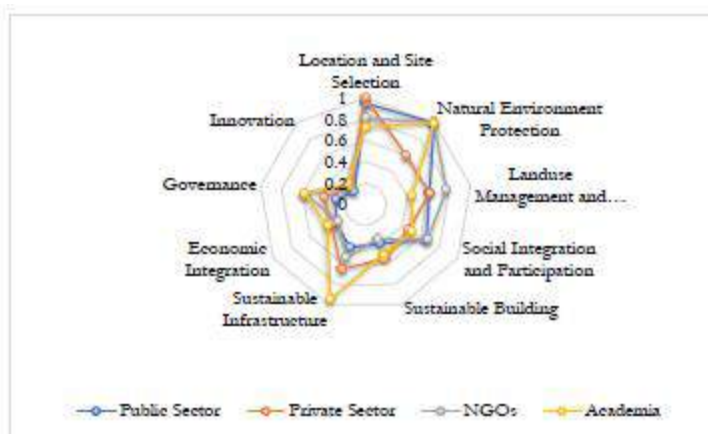 Location and Site
Selection
Natural Environment
Protection
Landuse
Management and...
Social Integration
and Participation
Sustainable Building
Sustainable
Infrastructure
Economic
Integration
Governance
Innovation
1
0.8
0.6
0.4
0.2
0
Public Sector
Private Sector
NGOs
Academia